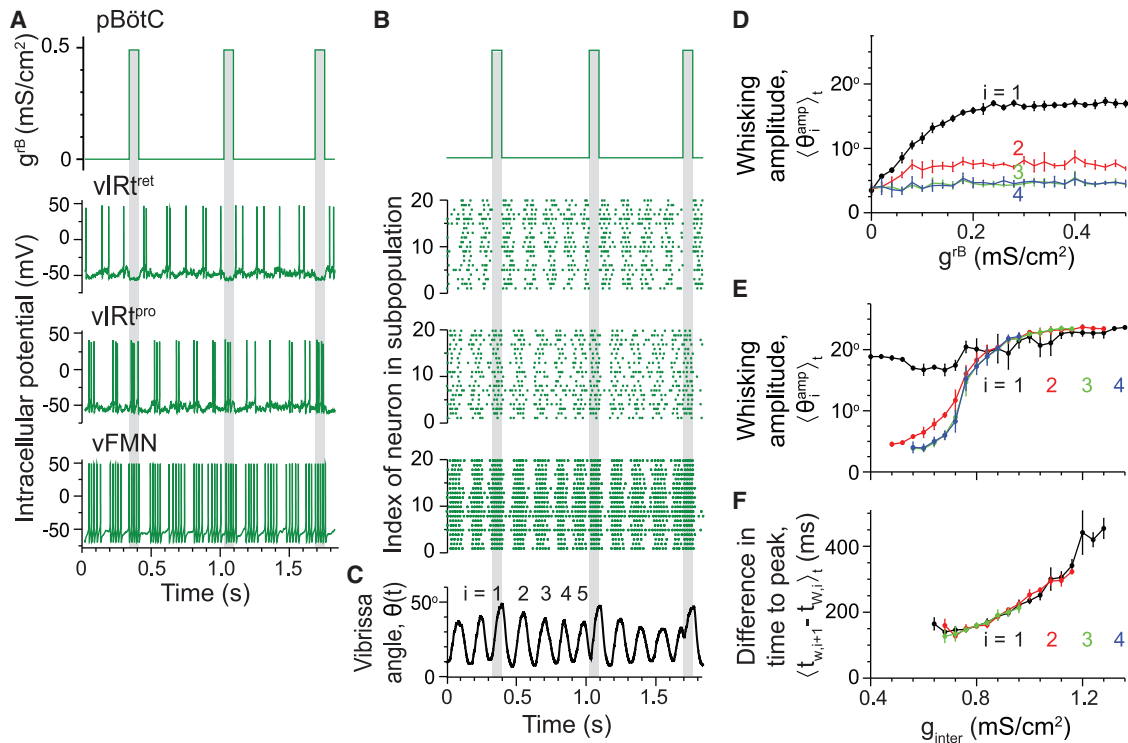 A
pBötC
g^rB (mS/cm²)
0.5
0
vIRt^ret
50
0
-50
vIRt^pro
50
0
-50
vFMN
50
0
-50
Intracellular potential (mV)
0.0 0.5 1.0 1.5
Time (s)
B
Index of neuron in subpopulation
20
10
0
20
10
0
20
10
0
C
i = 1 2 3 4 5
Vibrissa angle, θ(t)
50°
0
0 0.5 1.0 1.5
Time (s)
D
Whisking amplitude, ⟨θ_i^amp⟩_t
20°
10°
0
i = 1
2
3
4
0 0.2 0.4
g^rB (mS/cm²)
E
Whisking amplitude, ⟨θ_i^amp⟩_t
20°
10°
0
i = 1 2 3 4
F
Difference in time to peak, ⟨t_w,i+1 - t_w,i⟩_t (ms)
400
200
0
i = 1 2 3 4
0.4 0.8 1.2
g_inter (mS/cm²)